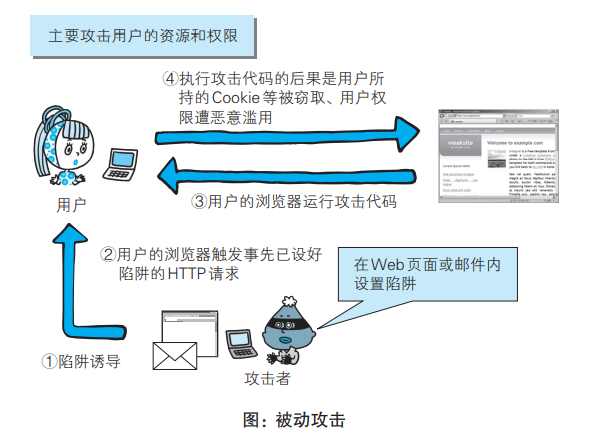 主要攻击用户的资源和权限
④执行攻击代码的后果是用户所
持的Cookie等被窃取、用户权
限遭恶意滥用
weaksite
Welcome to example.com
③用户的浏览器运行攻击代码
用户
②用户的浏览器触发事先已设好
陷阱的HTTP请求
在Web页面或邮件内
设置陷阱
①陷阱诱导
攻击者
图：被动攻击